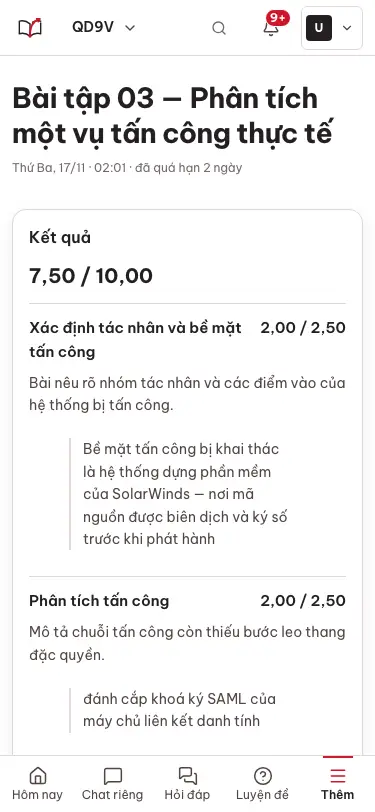 QD9V
9+
U
Bài tập 03 — Phân tích
một vụ tấn công thực tế
Thứ Ba, 17/11 · 02:01 · đã quá hạn 2 ngày
Kết quả
7,50 / 10,00
Xác định tác nhân và bề mặt
tấn công
2,00 / 2,50
Bài nêu rõ nhóm tác nhân và các điểm vào của
hệ thống bị tấn công.
Bề mặt tấn công bị khai thác
là hệ thống dựng phần mềm
của SolarWinds — nơi mã
nguồn được biên dịch và ký số
trước khi phát hành
Phân tích tấn công
2,00 / 2,50
Mô tả chuỗi tấn công còn thiếu bước leo thang
đặc quyền.
đánh cắp khoá ký SAML của
máy chủ liên kết danh tính
Hôm nay
Chat riêng
Hỏi đáp
Luyện đề
Thêm